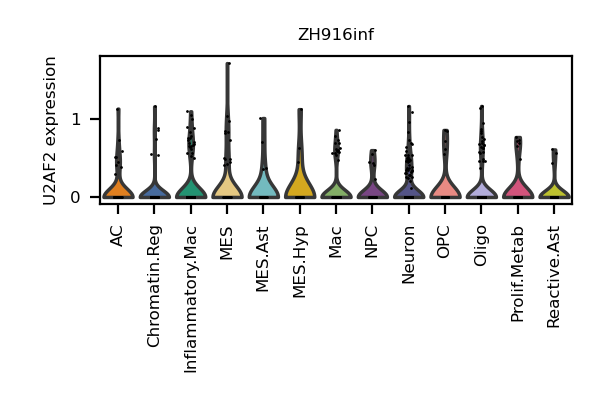 ZH916inf
U2AF2 expression
1
0
AC
Chromatin.Reg
Inflammatory.Mac
MES
MES.Ast
MES.Hyp
Mac
NPC
Neuron
OPC
Oligo
Prolif.Metab
Reactive.Ast